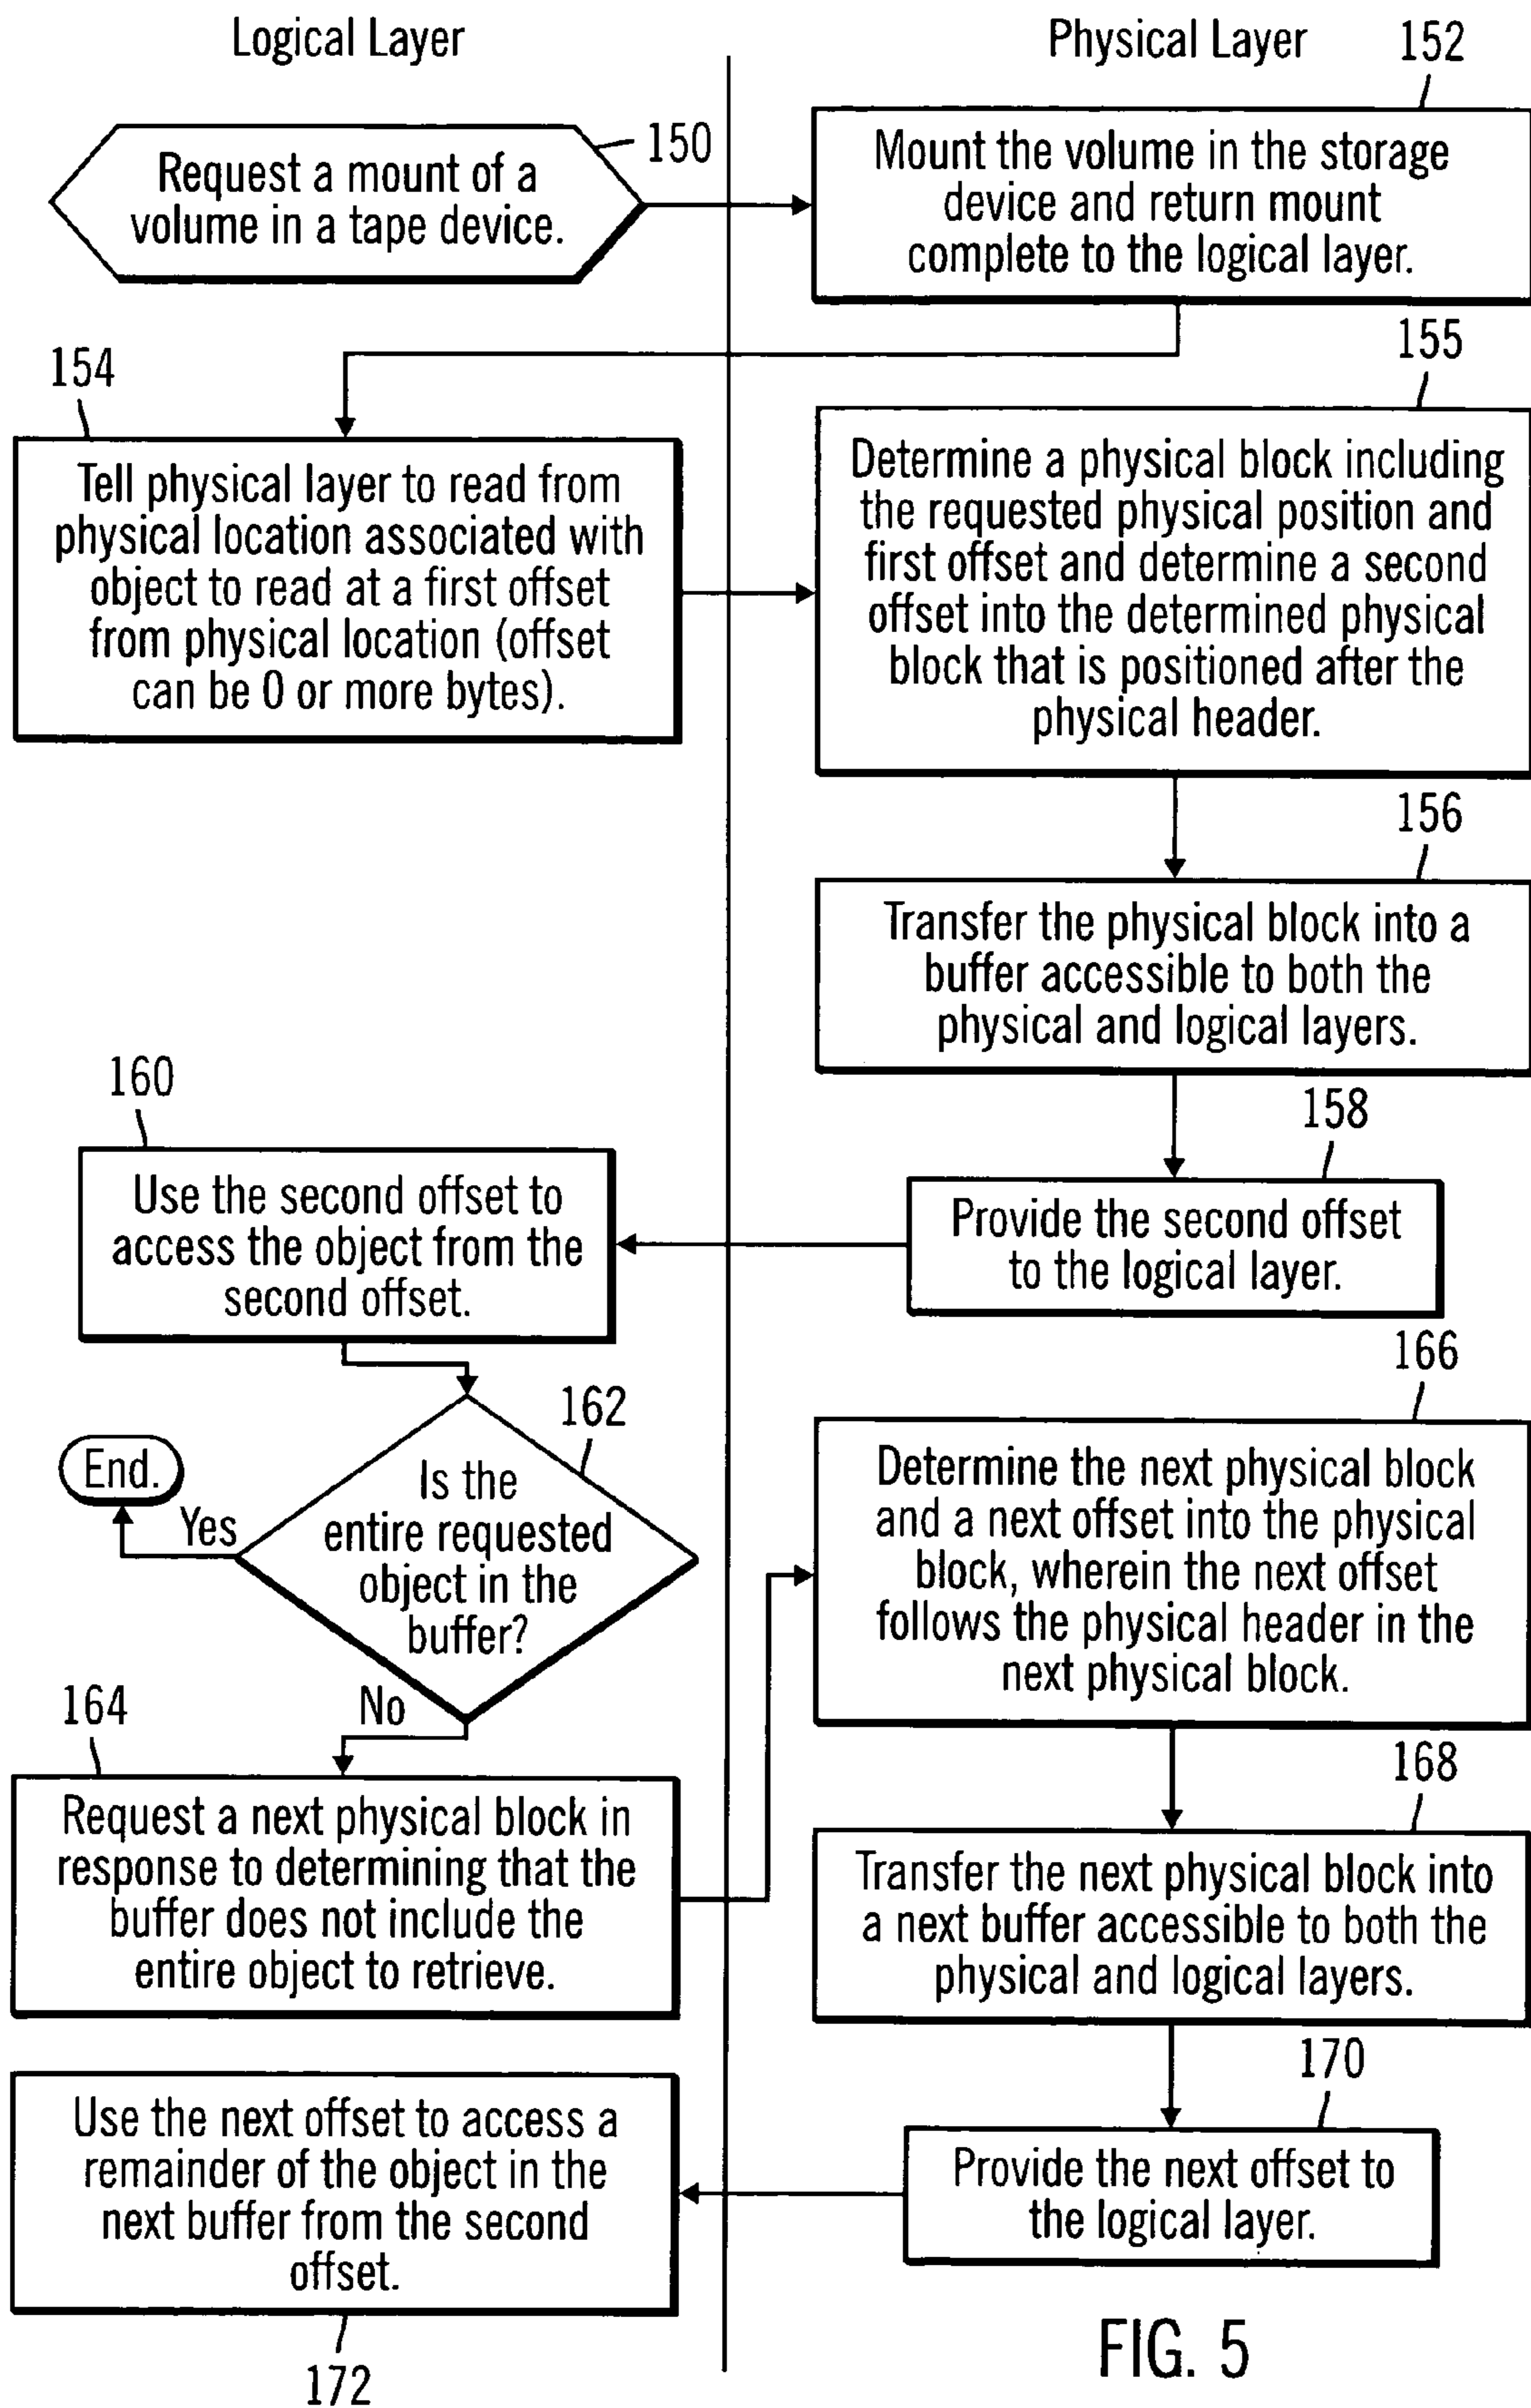 Logical Layer
Physical Layer
152
150
Request a mount of a
volume in a tape device.
Mount the volume in the storage
device and return mount
complete to the logical layer.
154
Tell physical layer to read from
physical location associated with
object to read at a first offset
from physical location (offset
can be 0 or more bytes).
155
Determine a physical block including
the requested physical position and
first offset and determine a second
offset into the determined physical
block that is positioned after the
physical header.
156
Transfer the physical block into a
buffer accessible to both the
physical and logical layers.
158
Provide the second offset
to the logical layer.
160
Use the second offset to
access the object from the
second offset.
162
Is the
entire requested
object in the
buffer?
Yes
End.
No
164
Request a next physical block in
response to determining that the
buffer does not include the
entire object to retrieve.
166
Determine the next physical block
and a next offset into the physical
block, wherein the next offset
follows the physical header in the
next physical block.
168
Transfer the next physical block into
a next buffer accessible to both the
physical and logical layers.
170
Provide the next offset to
the logical layer.
Use the next offset to access a
remainder of the object in the
next buffer from the second
offset.
172
FIG. 5